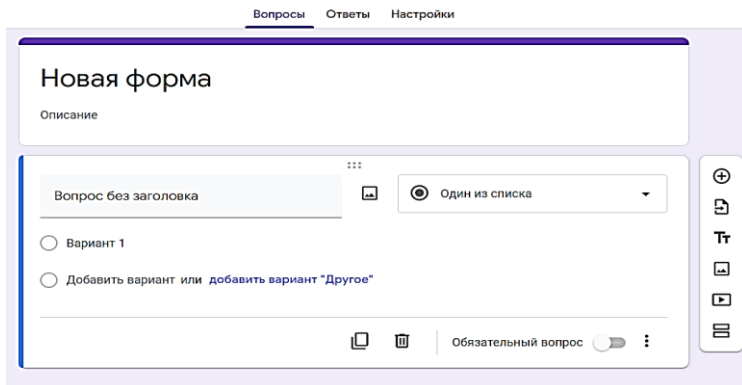 Вопросы Ответы Настройки
Новая форма
Описание
Вопрос без заголовка
Один из списка
Вариант 1
Добавить вариант или добавить вариант "Другое"
Обязательный вопрос
Тт